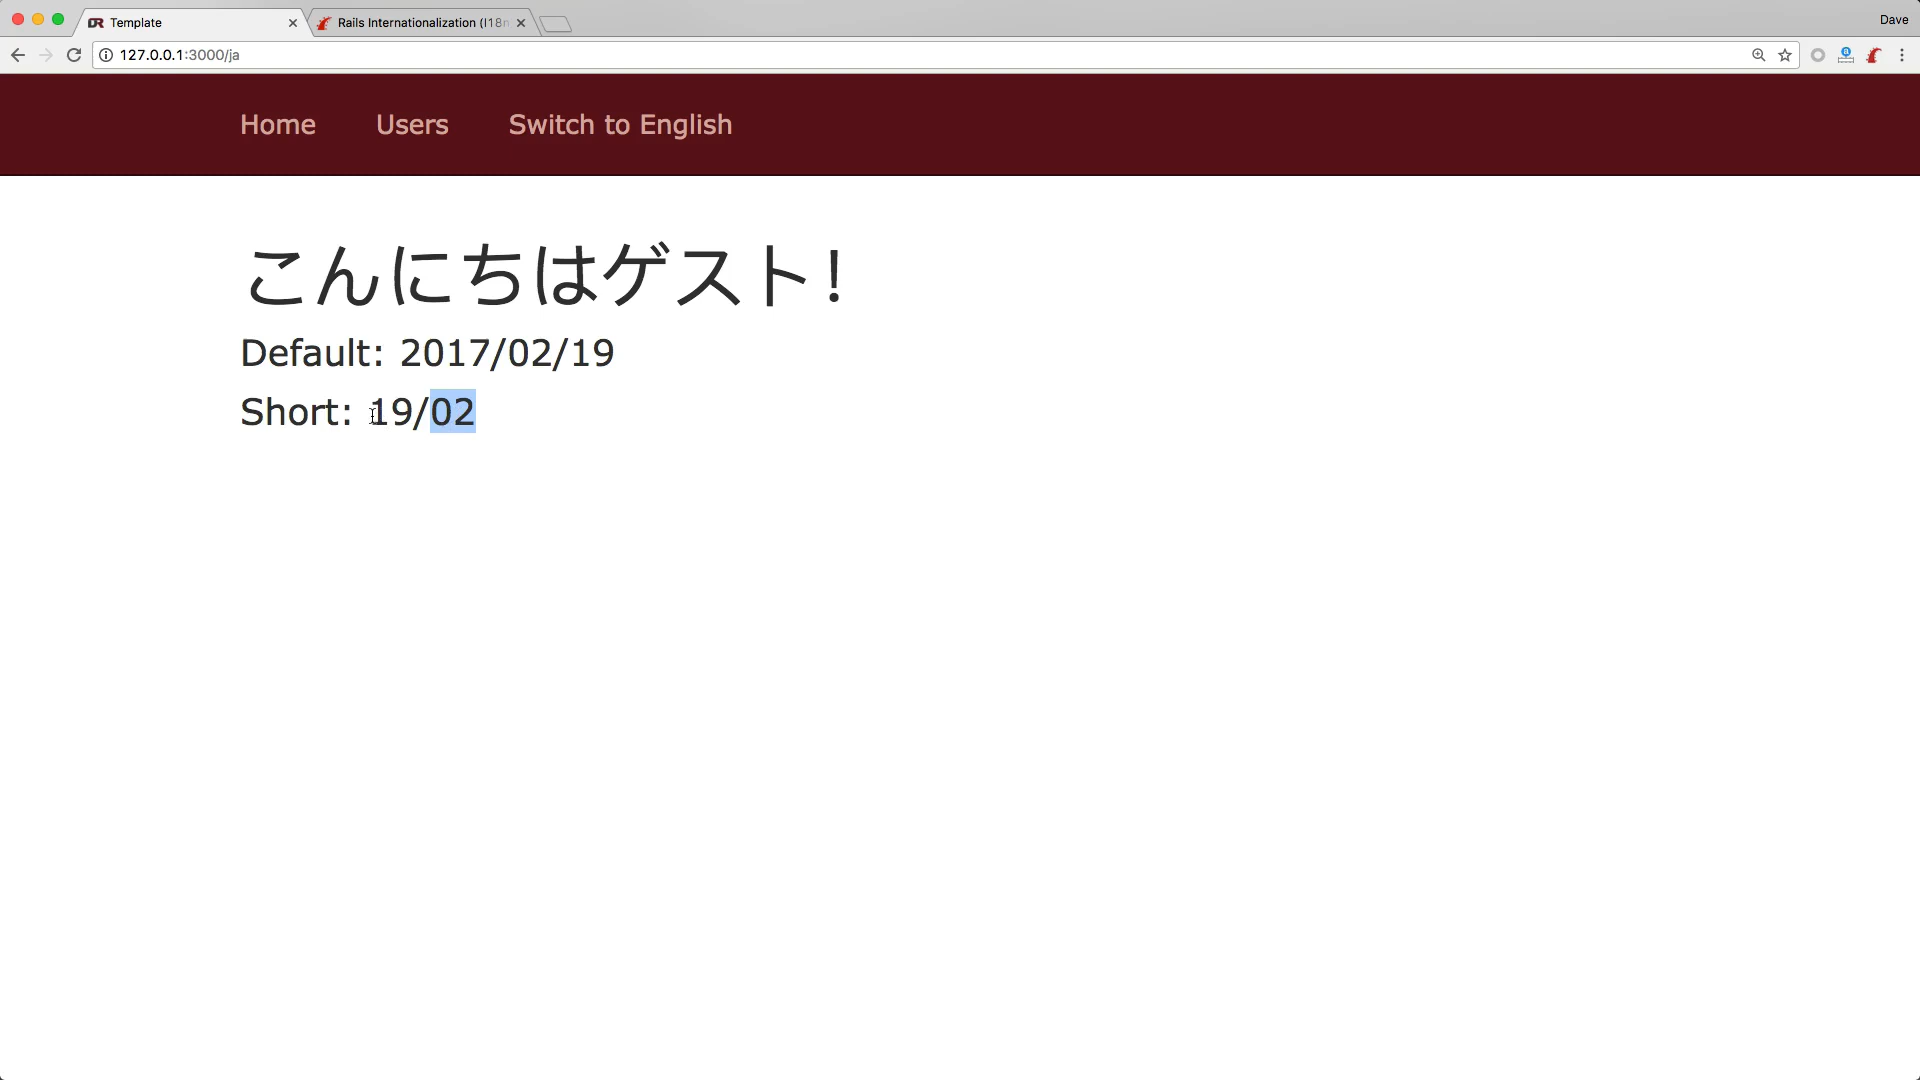 Template
Rails Internationalization (I18n
Dave
127.0.0.1:3000/ja
Home
Users
Switch to English
こんにちはゲスト!
Default: 2017/02/19
Short: 19/02